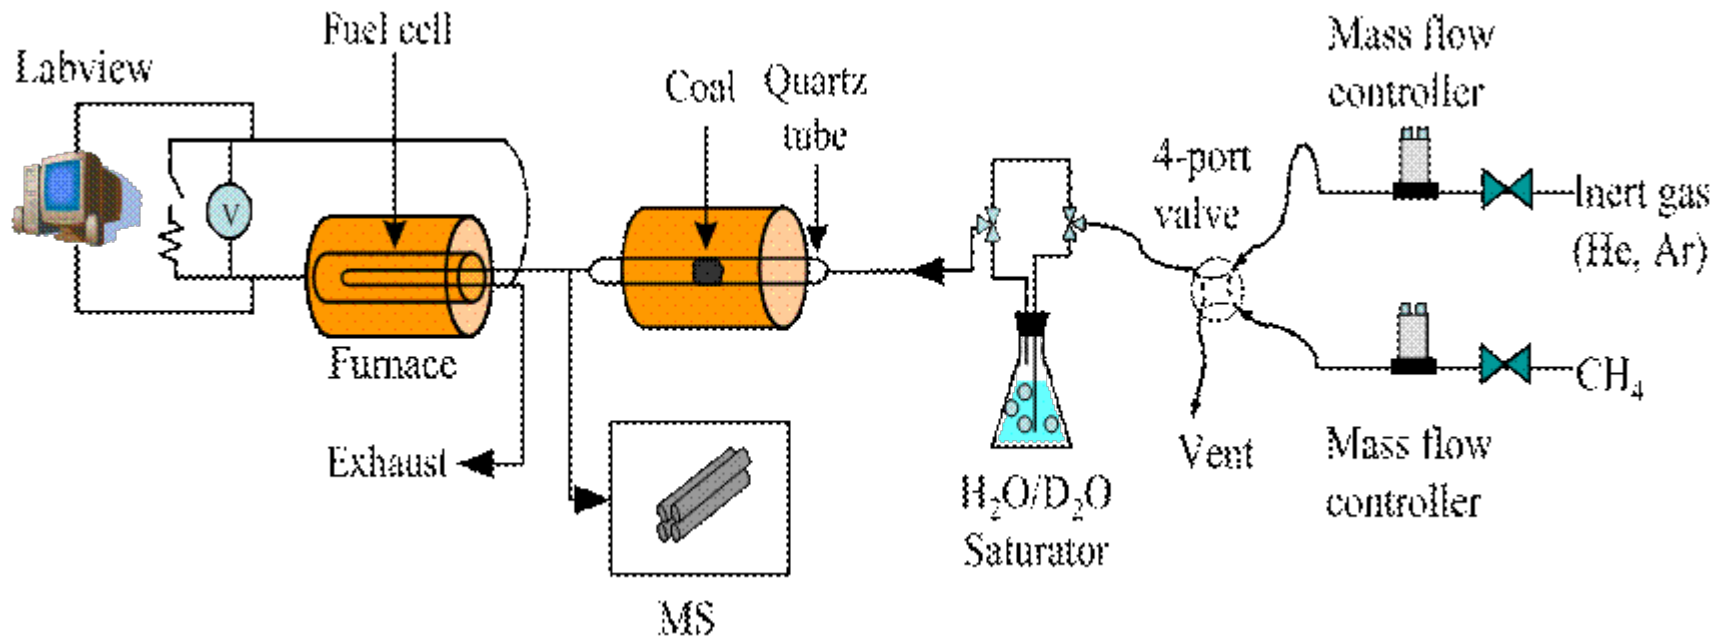 Fuel cell
Labview
Coal
Quartz
tube
Mass flow
controller
4-port
valve
Inert gas
(He, Ar)
V
Furnace
Exhaust
MS
H₂O/D₂O
Saturator
Vent
CH₄
Mass flow
controller